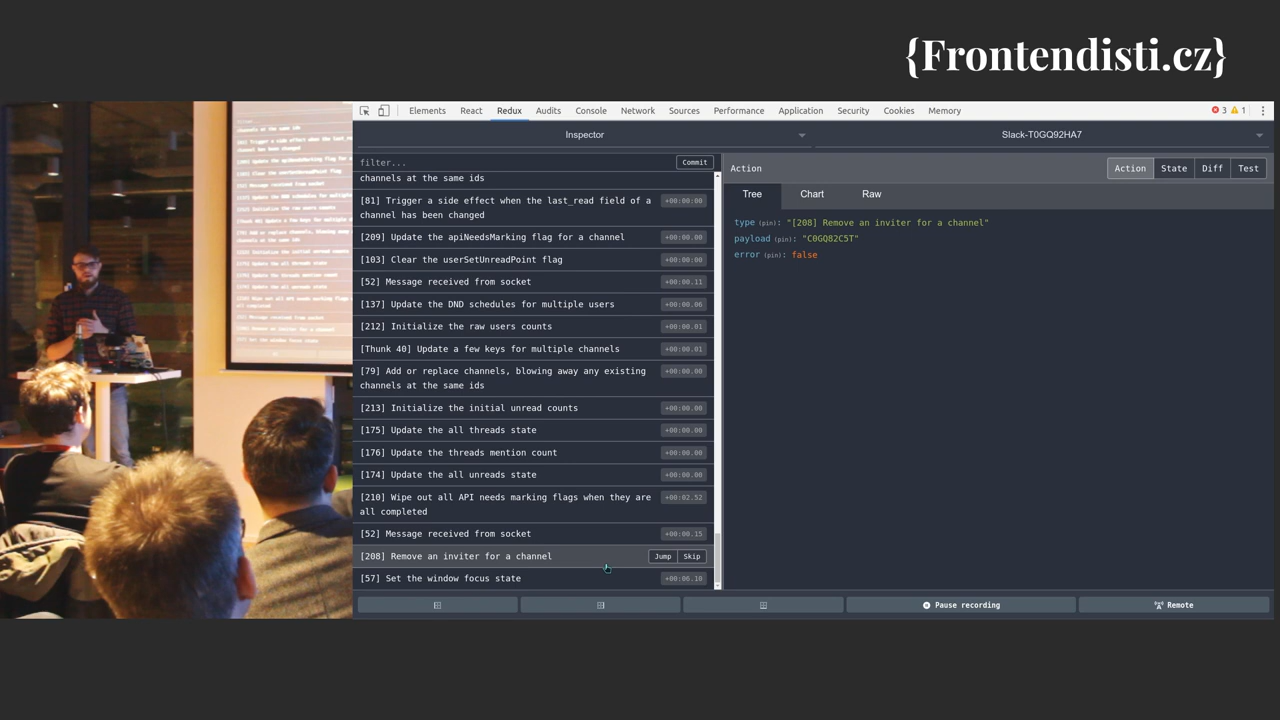 {Frontendisti.cz}
Elements React Redux Audits Console Network Sources Performance Application Security Cookies Memory 3 1
Inspector Slack-T0GQ92HA7
filter... Commit
channels at the same ids
[81] Trigger a side effect when the last_read field of a +00:00.00
channel has been changed
[209] Update the apiNeedsMarking flag for a channel +00:00.00
[103] Clear the userSetUnreadPoint flag +00:00.00
[52] Message received from socket +00:00.11
[137] Update the DND schedules for multiple users +00:00.06
[212] Initialize the raw users counts +00:00.01
[Thunk 40] Update a few keys for multiple channels +00:00.01
[79] Add or replace channels, blowing away any existing +00:00.00
channels at the same ids
[213] Initialize the initial unread counts +00:00.00
[175] Update the all threads state +00:00.00
[176] Update the threads mention count +00:00.00
[174] Update the all unreads state +00:00.00
[210] Wipe out all API needs marking flags when they are +00:02.52
all completed
[52] Message received from socket +00:00.15
[208] Remove an inviter for a channel Jump Skip
[57] Set the window focus state +00:06.10
Action Action State Diff Test
Tree Chart Raw
type (pin): "[208] Remove an inviter for a channel"
payload (pin): "C0GQ82C5T"
error (pin): false
Pause recording Remote